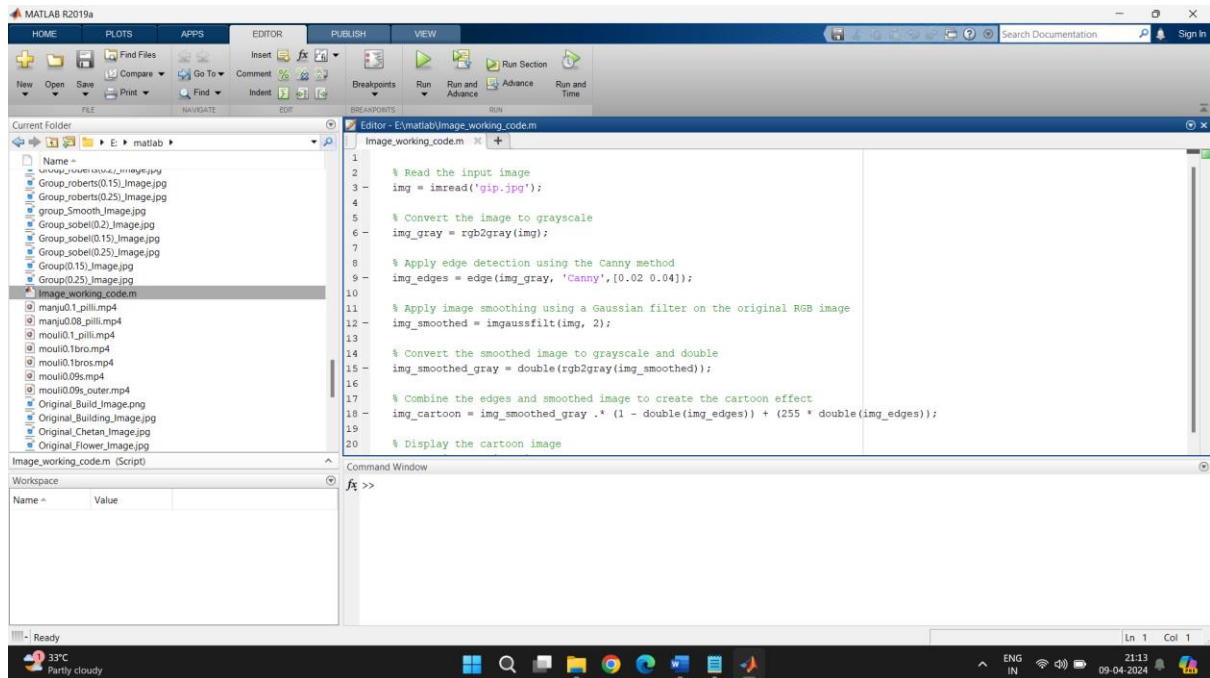 MATLAB R2019a
HOME PLOTS APPS EDITOR PUBLISH VIEW Search Documentation Sign In
New Open Save Find Files Compare Print Go To Find Insert fx Comment Indent Breakpoints Run Run and Advance Run Section Advance Run and Time
FILE NAVIGATE EDIT BREAKPOINTS RUN
Current Folder
E: matlab
Name
Group_roberts(0.2)_Image.jpg
Group_roberts(0.15)_Image.jpg
Group_roberts(0.25)_Image.jpg
group_Smooth_Image.jpg
Group_sobel(0.2)_Image.jpg
Group_sobel(0.15)_Image.jpg
Group_sobel(0.25)_Image.jpg
Group(0.15)_Image.jpg
Group(0.25)_Image.jpg
Image_working_code.m
manju0.1_pilli.mp4
manju0.08_pilli.mp4
mouli0.1_pilli.mp4
mouli0.1bro.mp4
mouli0.1bros.mp4
mouli0.09s.mp4
mouli0.09s_outer.mp4
Original_Build_Image.png
Original_Building_Image.jpg
Original_Chetan_Image.jpg
Original_Flower_Image.jpg
Image_working_code.m (Script)
Workspace
Name Value
Editor - E:\matlab\Image_working_code.m
Image_working_code.m
1
2 % Read the input image
3 - img = imread('gip.jpg');
4
5 % Convert the image to grayscale
6 - img_gray = rgb2gray(img);
7
8 % Apply edge detection using the Canny method
9 - img_edges = edge(img_gray, 'Canny',[0.02 0.04]);
10
11 % Apply image smoothing using a Gaussian filter on the original RGB image
12 - img_smoothed = imgaussfilt(img, 2);
13
14 % Convert the smoothed image to grayscale and double
15 - img_smoothed_gray = double(rgb2gray(img_smoothed));
16
17 % Combine the edges and smoothed image to create the cartoon effect
18 - img_cartoon = img_smoothed_gray .* (1 - double(img_edges)) + (255 * double(img_edges));
19
20 % Display the cartoon image
Command Window
fx >>
Ready
Ln 1 Col 1
1
33°C
Partly cloudy
ENG
IN
21:13
09-04-2024